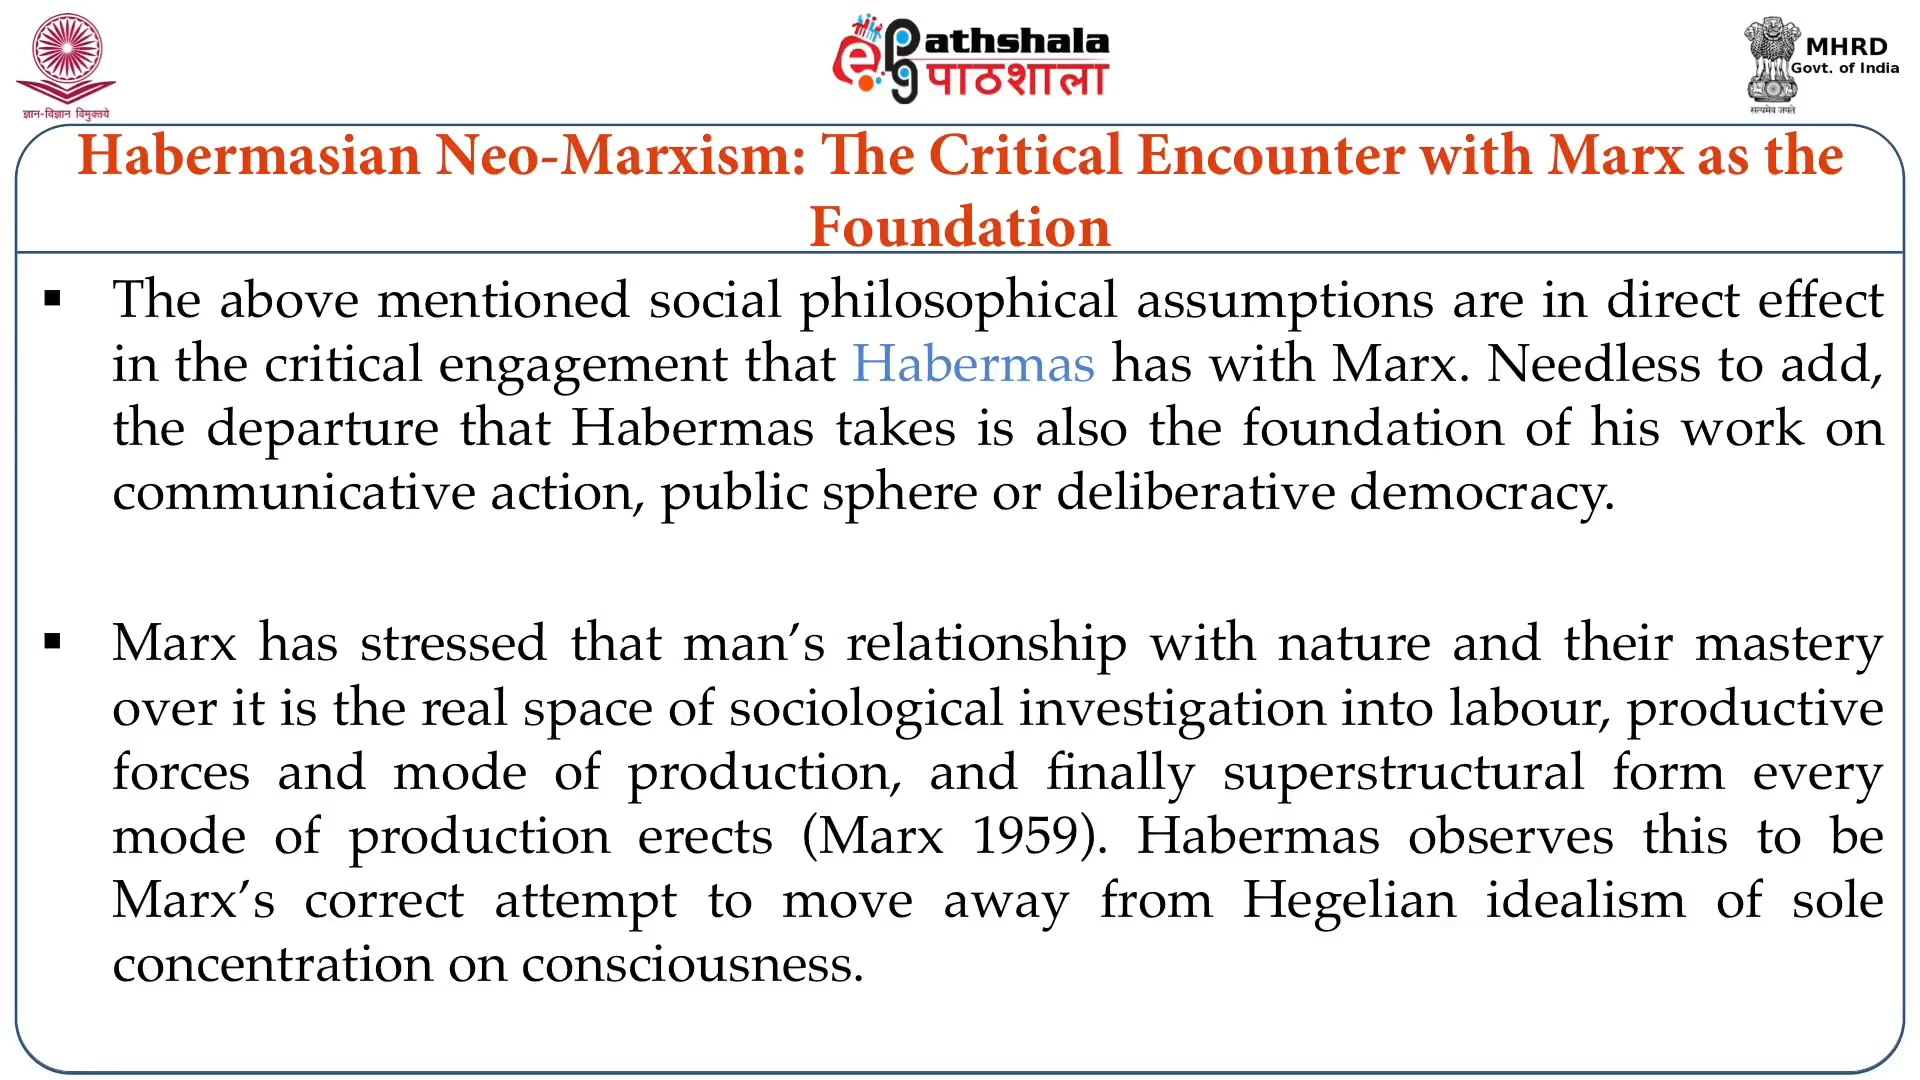 ज्ञान-विज्ञान विमुक्तये
ePG Pathshala
पाठशाला
MHRD
Govt. of India
सत्यमेव जयते
Habermasian Neo-Marxism: The Critical Encounter with Marx as the
Foundation
▪ The above mentioned social philosophical assumptions are in direct effect
in the critical engagement that Habermas has with Marx. Needless to add,
the departure that Habermas takes is also the foundation of his work on
communicative action, public sphere or deliberative democracy.
▪ Marx has stressed that man’s relationship with nature and their mastery
over it is the real space of sociological investigation into labour, productive
forces and mode of production, and finally superstructural form every
mode of production erects (Marx 1959). Habermas observes this to be
Marx’s correct attempt to move away from Hegelian idealism of sole
concentration on consciousness.